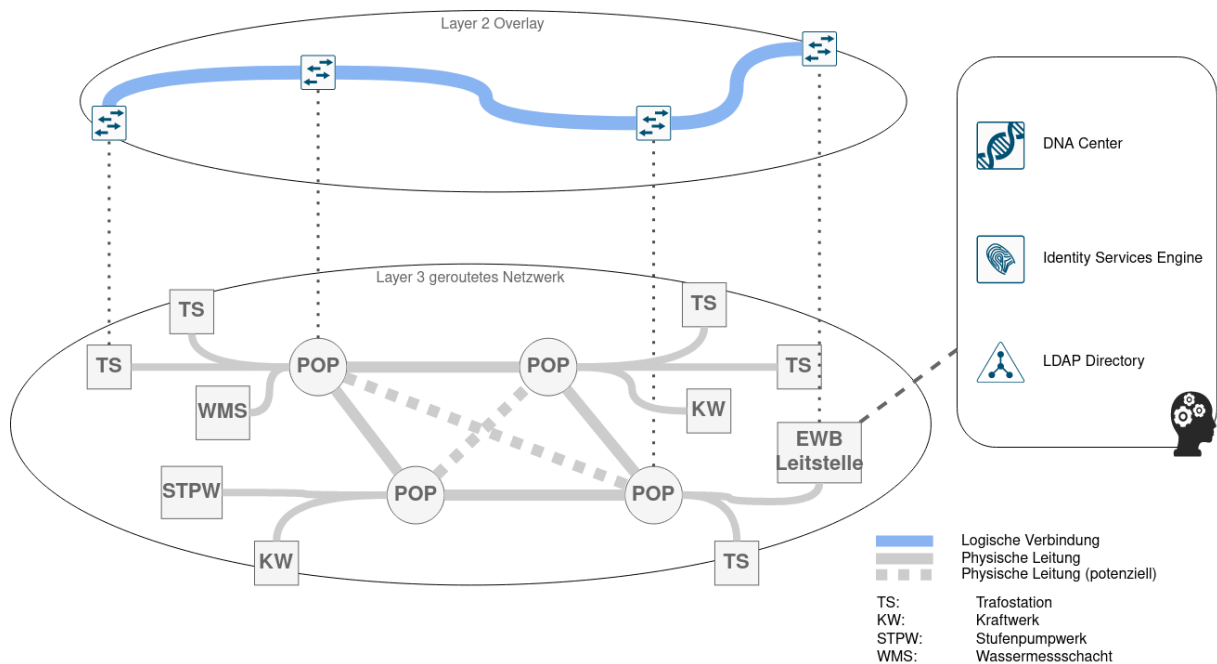 Layer 2 Overlay
DNA Center
Identity Services Engine
LDAP Directory
Layer 3 geroutetes Netzwerk
TS
TS
TS
POP
POP
TS
WMS
KW
EWB
Leitstelle
STPW
POP
POP
KW
TS
Logische Verbindung
Physische Leitung
Physische Leitung (potenziell)
TS: Trafostation
KW: Kraftwerk
STPW: Stufenpumpwerk
WMS: Wassermessschacht